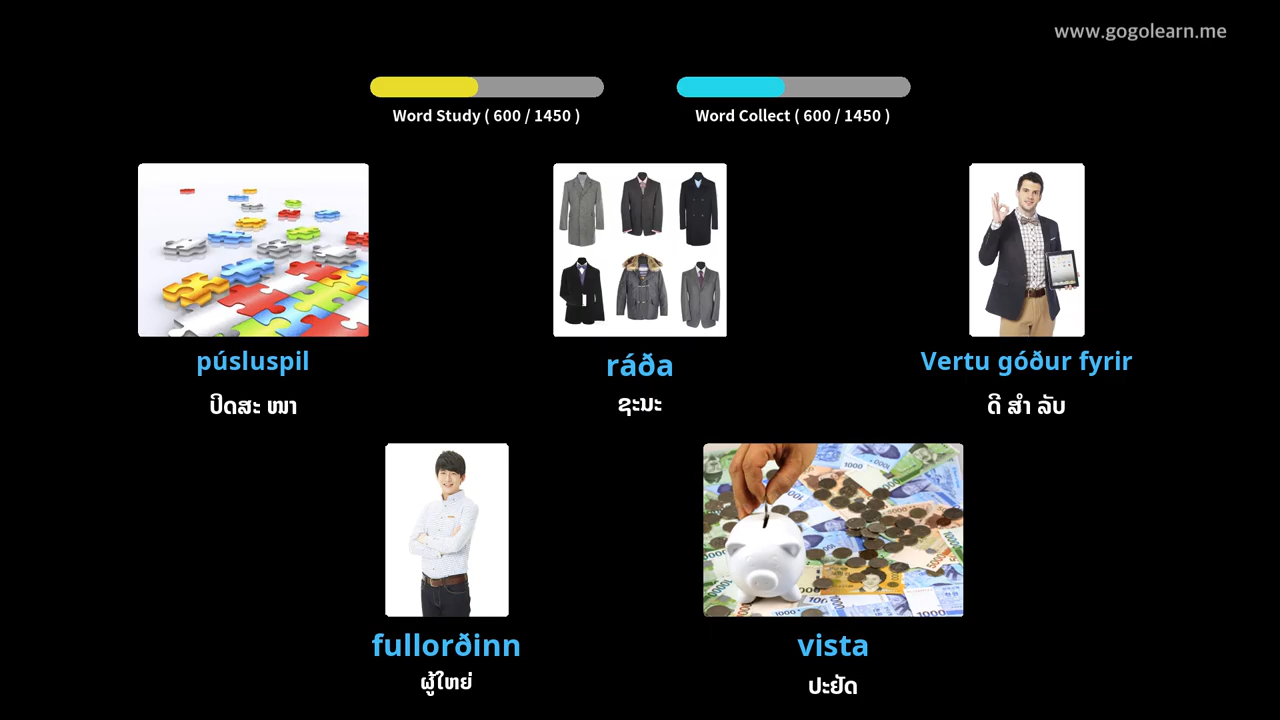 www.gogolearn.me
Word Study ( 600 / 1450 )
Word Collect ( 600 / 1450 )
púsluspil
ປິດສະ ໜາ
ráða
ຊະນະ
Vertu góður fyrir
ດີ ສຳ ລັບ
fullorðinn
ຜູ້ໃຫຍ່
vista
ປະຢັດ